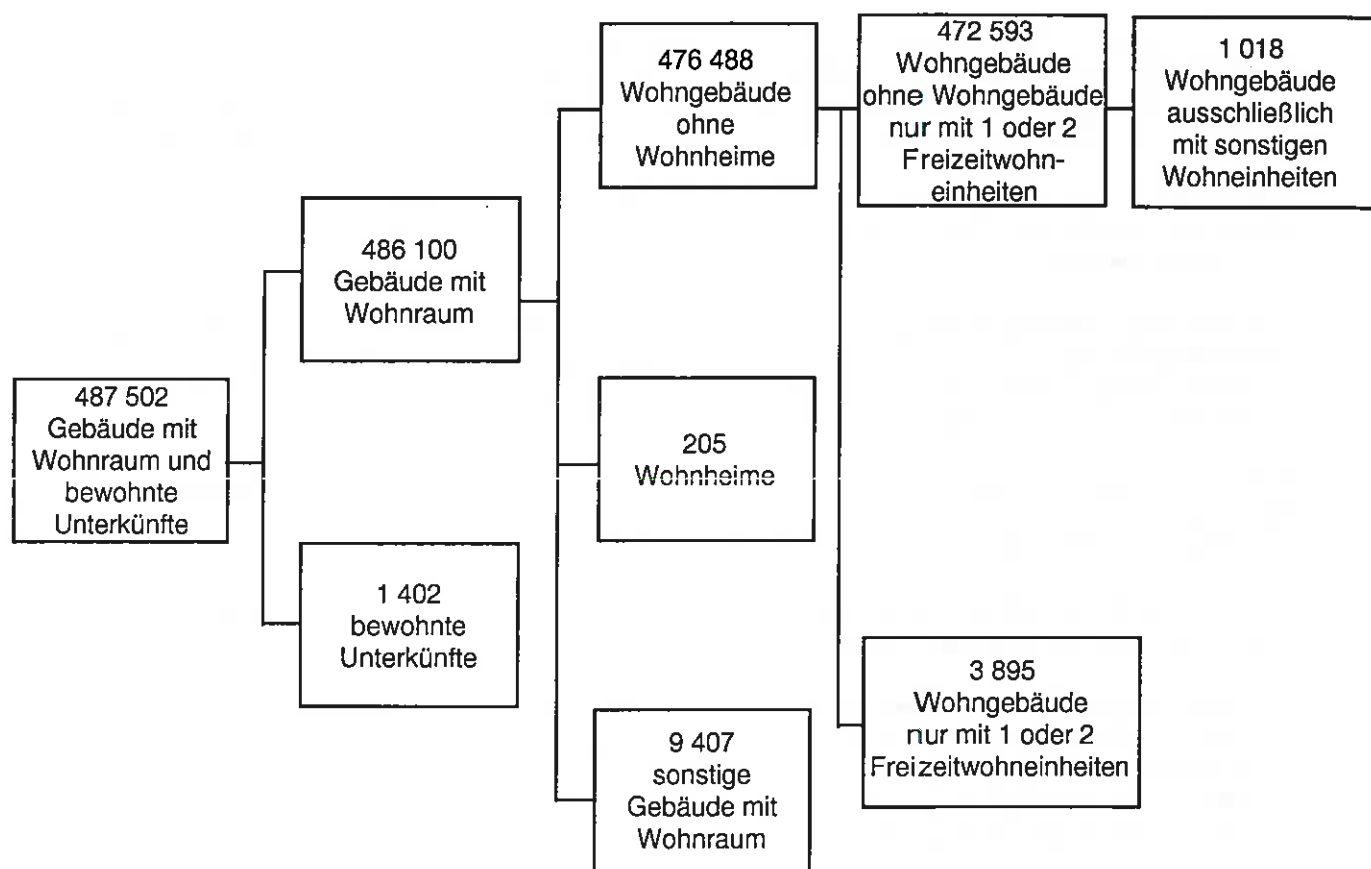 487 502
Gebäude mit
Wohnraum und
bewohnte
Unterkünfte
486 100
Gebäude mit
Wohnraum
1 402
bewohnte
Unterkünfte
476 488
Wohngebäude
ohne
Wohnheime
205
Wohnheime
9 407
sonstige
Gebäude mit
Wohnraum
472 593
Wohngebäude
ohne Wohngebäude
nur mit 1 oder 2
Freizeitwohn-
einheiten
3 895
Wohngebäude
nur mit 1 oder 2
Freizeitwohneinheiten
1 018
Wohngebäude
ausschließlich
mit sonstigen
Wohneinheiten